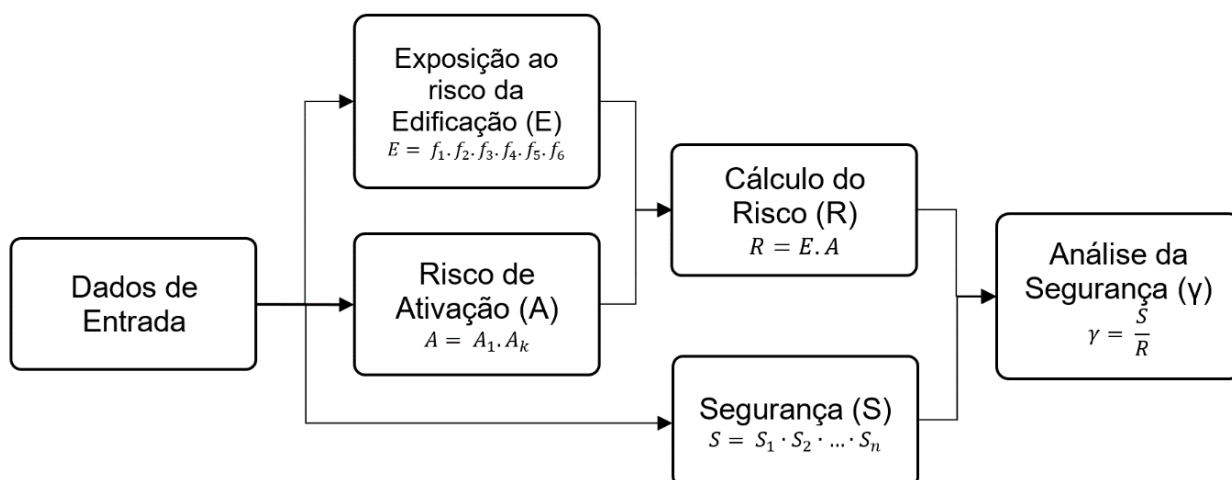 Dados de
Entrada
Exposição ao
risco da
Edificação (E)
E = f₁. f₂. f₃. f₄. f₅. f₆
Risco de
Ativação (A)
A = A₁. Aₖ
Cálculo do
Risco (R)
R = E. A
Segurança (S)
S = S₁ · S₂ · … · Sₙ
Análise da
Segurança (γ)
γ = S/R